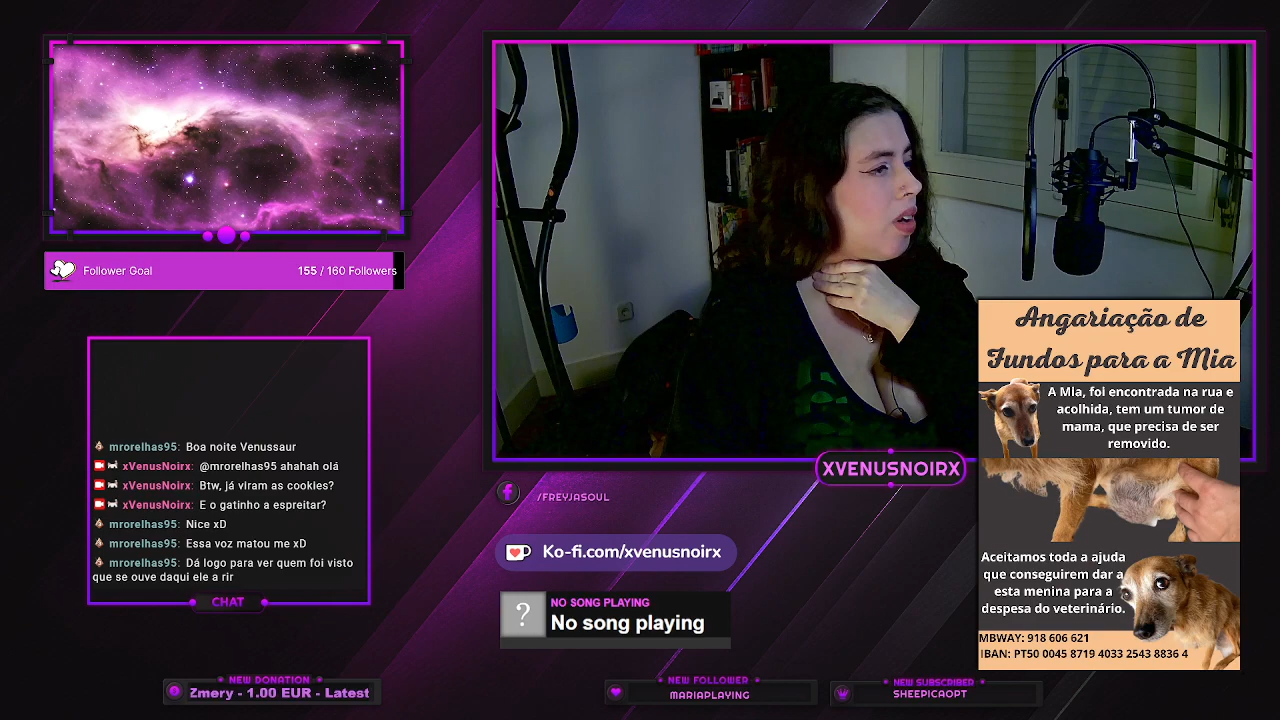 Follower Goal
155 / 160 Followers
mrorelhas95: Boa noite Venussaur
xVenusNoirx: @mrorelhas95 ahahah olá
xVenusNoirx: Btw, já viram as cookies?
xVenusNoirx: E o gatinho a espreitar?
mrorelhas95: Nice xD
mrorelhas95: Essa voz matou me xD
mrorelhas95: Dá logo para ver quem foi visto
que se ouve daqui ele a rir
CHAT
XVENUSNOIRX
/FREYJASOUL
Ko-fi.com/xvenusnoirx
NO SONG PLAYING
No song playing
Angariação de
Fundos para a Mia
A Mia, foi encontrada na rua e
acolhida, tem um tumor de
mama, que precisa de ser
removido.
Aceitamos toda a ajuda
que conseguirem dar a
esta menina para a
despesa do veterinário.
MBWAY: 918 606 621
IBAN: PT50 0045 8719 4033 2543 8836 4
NEW DONATION
Zmery - 1.00 EUR - Latest
NEW FOLLOWER
MARIAPLAYING
NEW SUBSCRIBED
SHEEPICAOPT